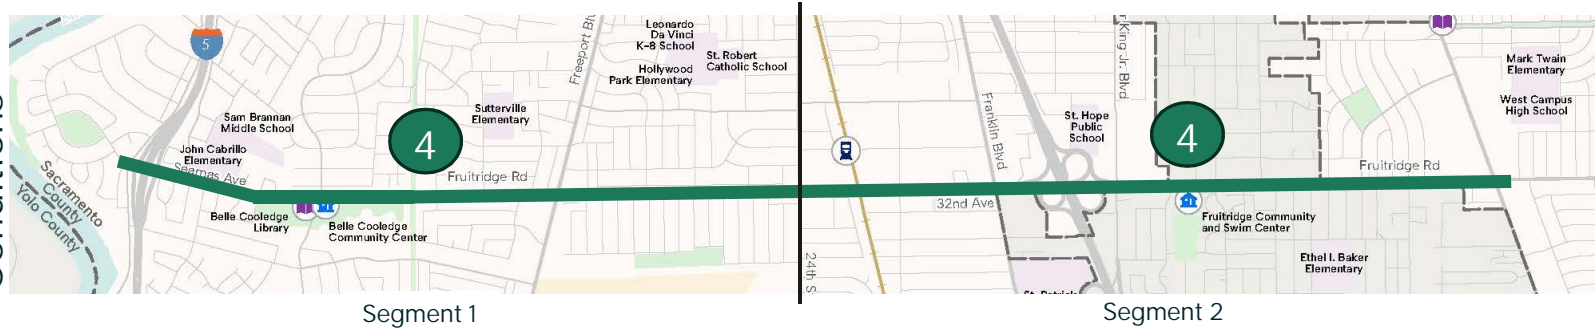 5
Sam Brannan
Middle School
John Cabrillo
Elementary
Seamas Ave
Sacramento
County
Yolo County
Belle Cooledge
Library
Belle Cooledge
Community Center
4
Sutterville
Elementary
Fruitridge Rd
Leonardo
Da Vinci
K-8 School
St. Robert
Catholic School
Hollywood
Park Elementary
Segment 1
24th S
Franklin Blvd
32nd Ave
St. Hope
Public
School
King Jr. Blvd
4
Fruitridge Community
and Swim Center
Ethel I. Baker
Elementary
Fruitridge Rd
Mark Twain
Elementary
West Campus
High School
Segment 2